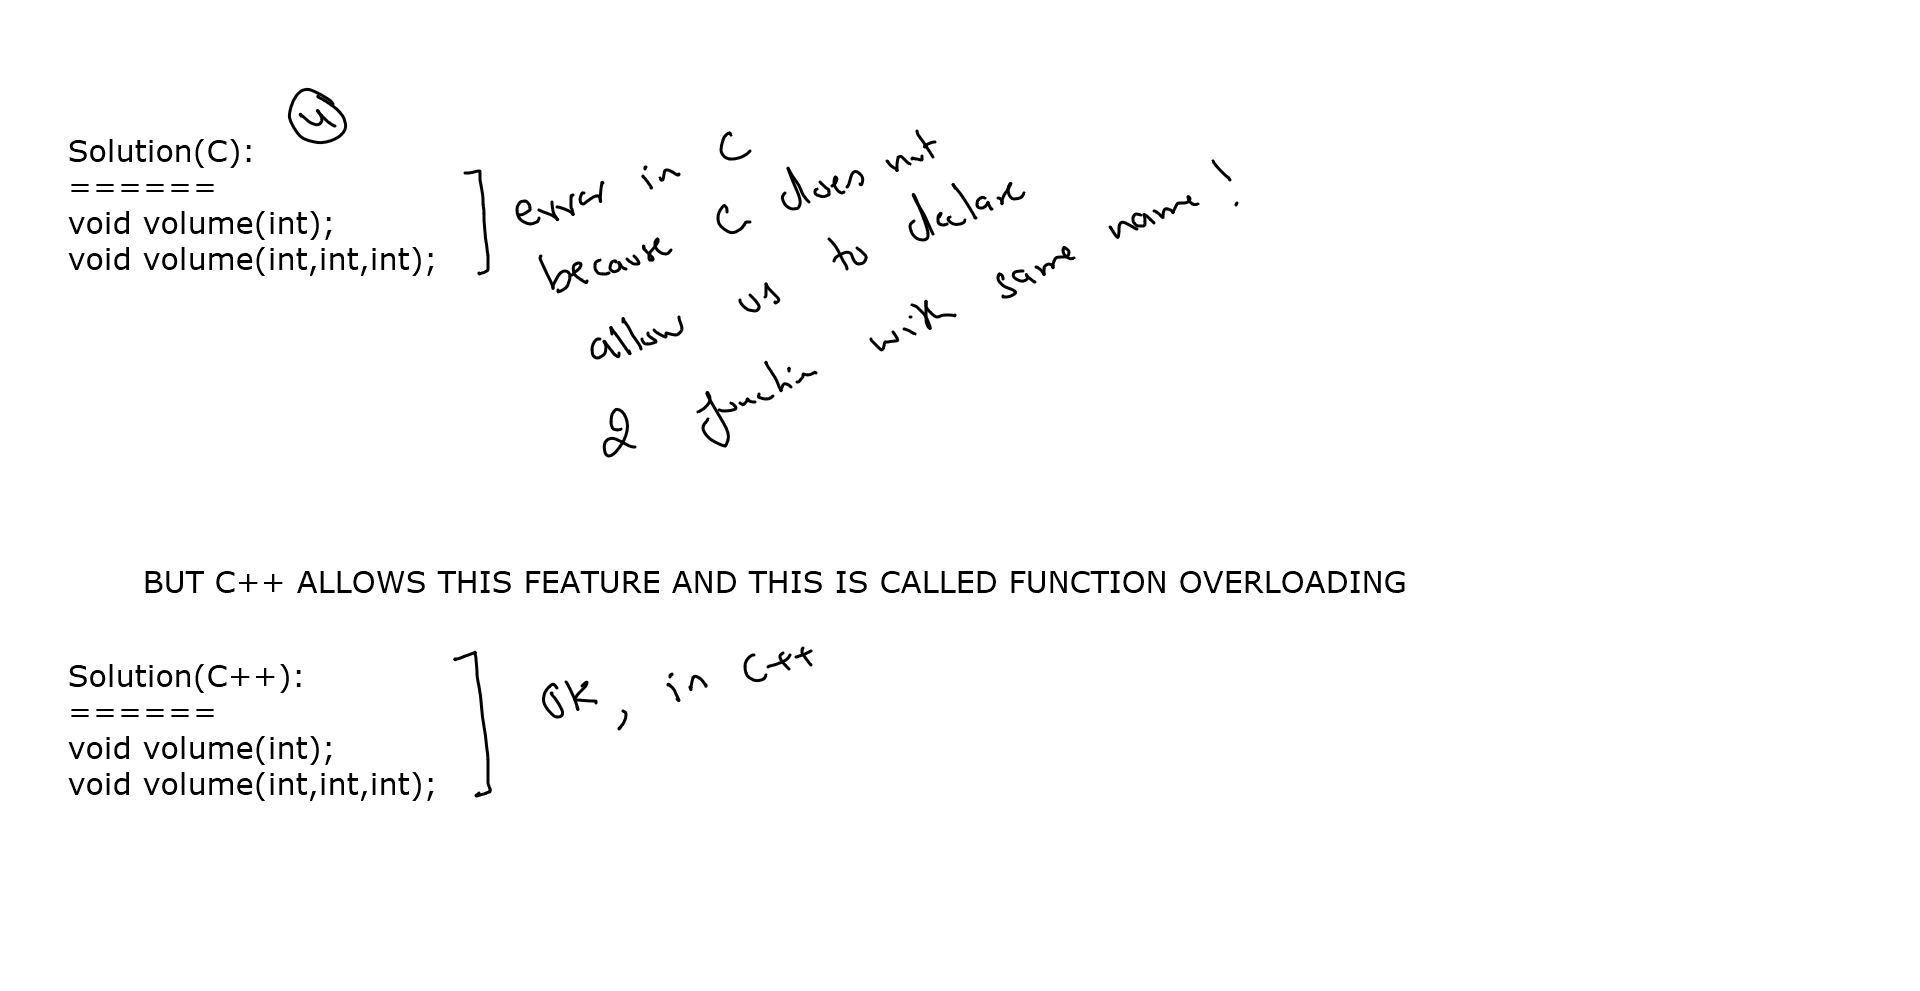 4
Solution(C):
======
void volume(int);
void volume(int,int,int);
error in C
because C does not
allow us to declare
2 function with same name!
BUT C++ ALLOWS THIS FEATURE AND THIS IS CALLED FUNCTION OVERLOADING
Solution(C++):
======
void volume(int);
void volume(int,int,int);
OK, in C++